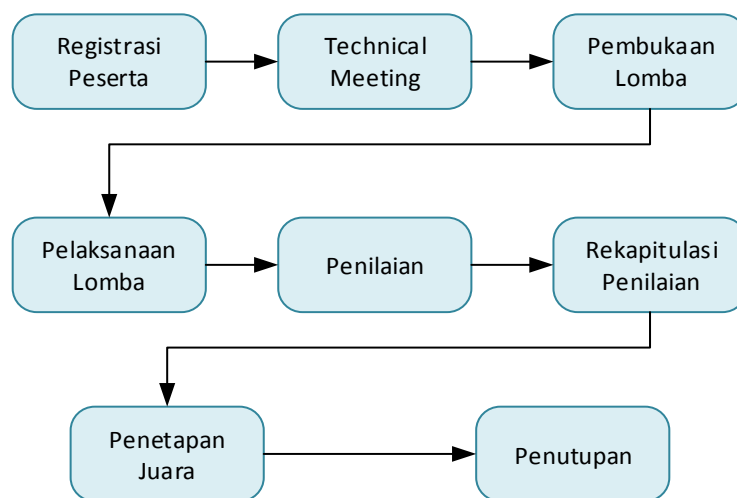 Registrasi
Peserta
Technical
Meeting
Pembukaan
Lomba
Pelaksanaan
Lomba
Penilaian
Rekapitulasi
Penilaian
Penetapan
Juara
Penutupan